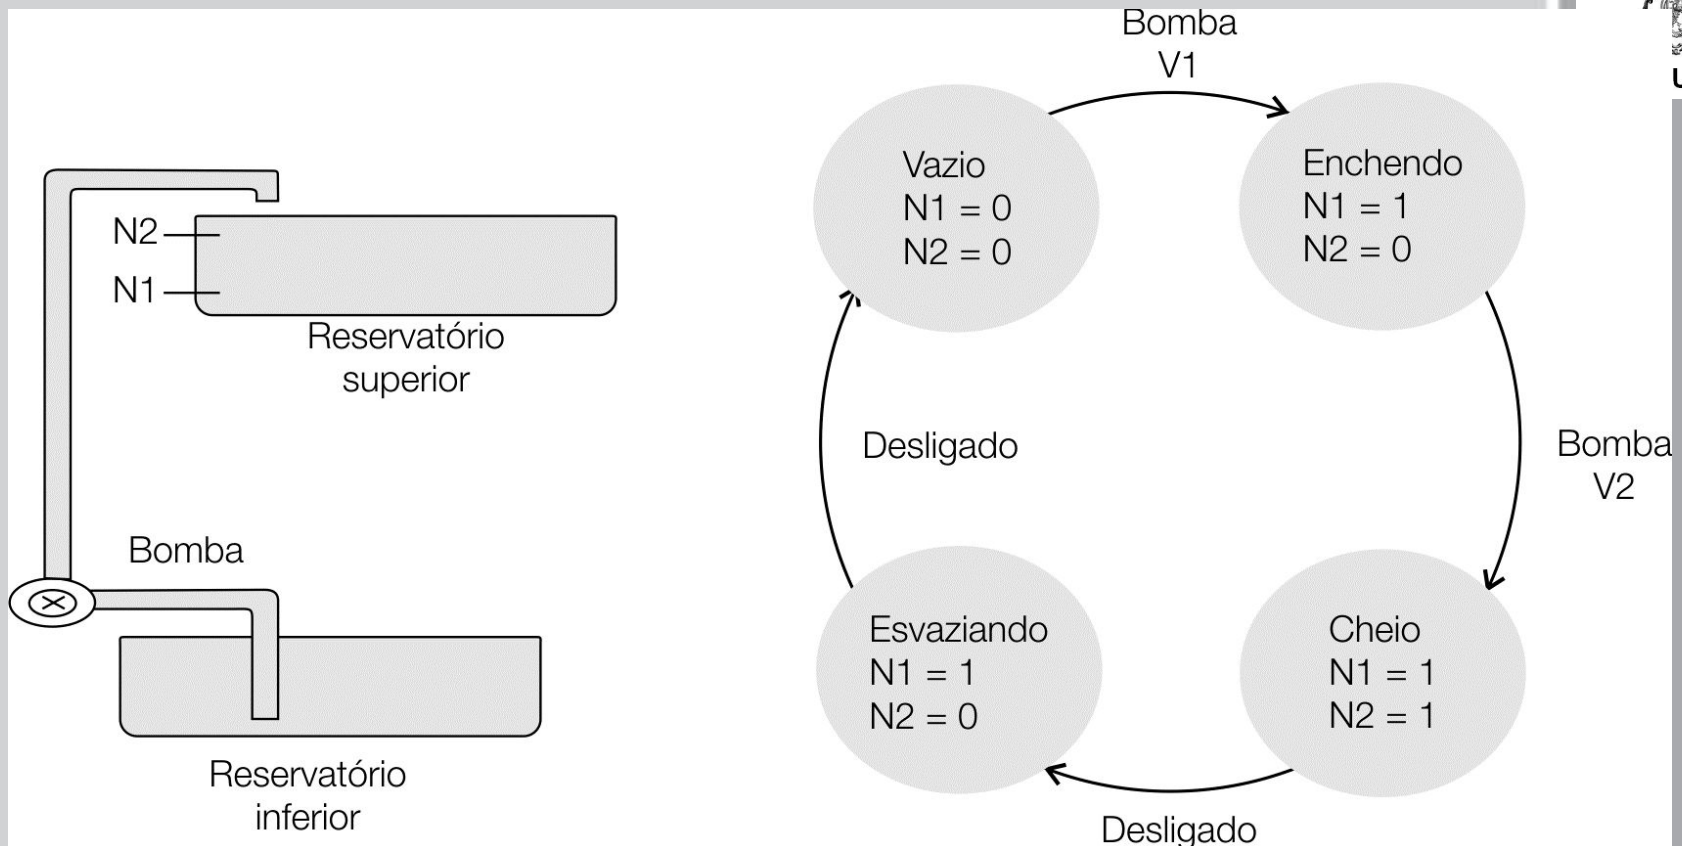 N2
N1
Reservatório
superior
Bomba
Reservatório
inferior
Bomba
V1
Vazio
N1 = 0
N2 = 0
Enchendo
N1 = 1
N2 = 0
Desligado
Bomba
V2
Esvaziando
N1 = 1
N2 = 0
Cheio
N1 = 1
N2 = 1
Desligado